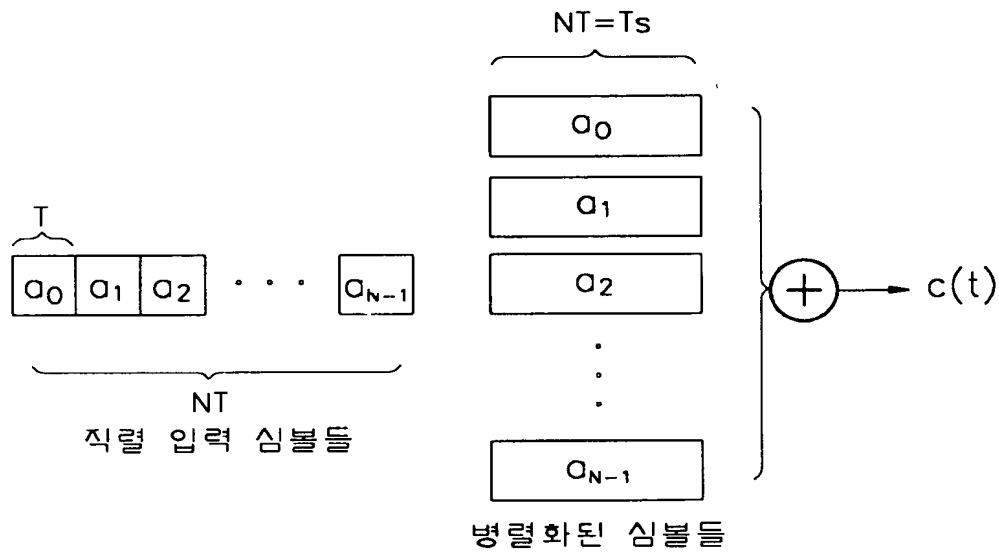 T
a₀ a₁ a₂ · · · aₙ₋₁
NT
직렬 입력 심볼들
NT=Ts
a₀
a₁
a₂
·
·
·
aₙ₋₁
병렬화된 심볼들
+
c(t)